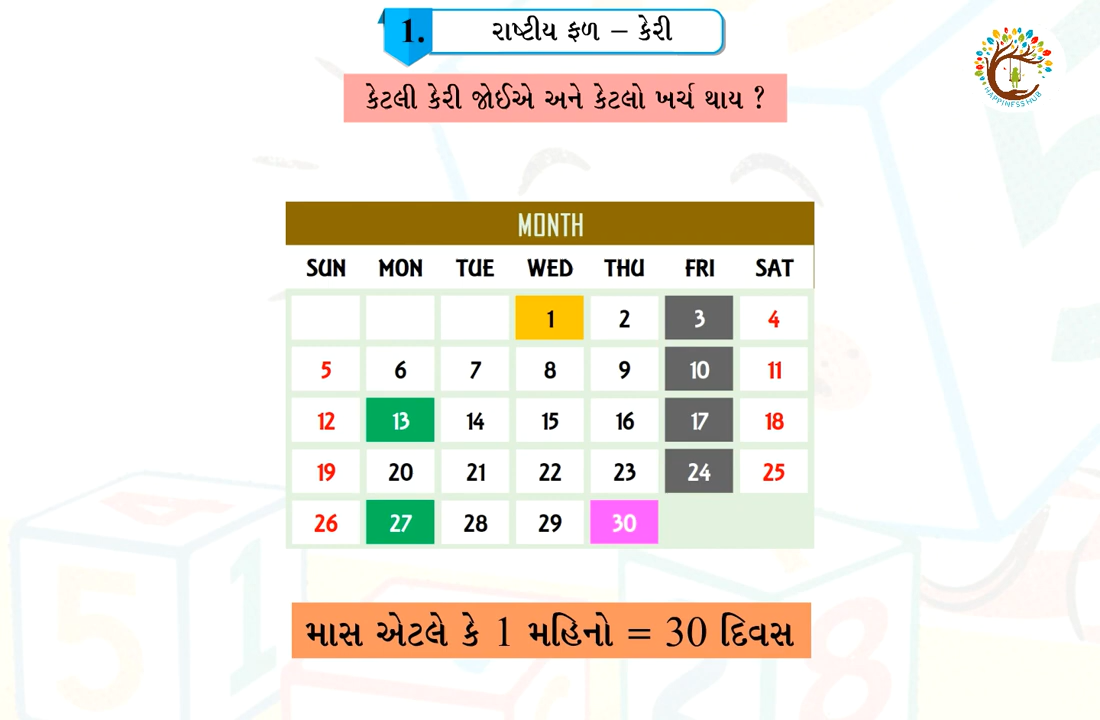 1. રાષ્ટીય ફળ – કેરી
HAPPINESS HUB
કેટલી કેરી જોઈએ અને કેટલો ખર્ચ થાય ?
MONTH
SUN MON TUE WED THU FRI SAT
1 2 3 4
5 6 7 8 9 10 11
12 13 14 15 16 17 18
19 20 21 22 23 24 25
26 27 28 29 30
માસ એટલે કે 1 મહિનો = 30 દિવસ